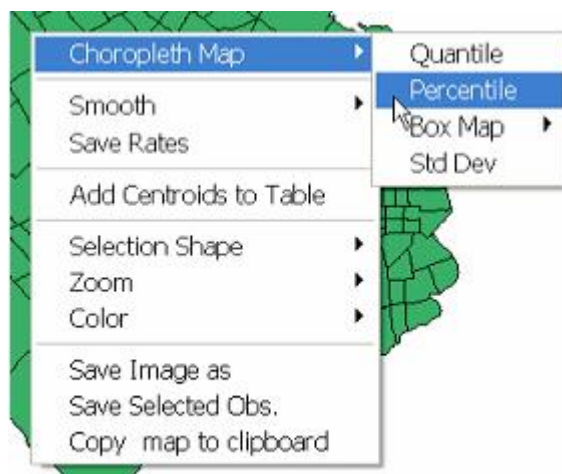 Choropleth Map
Smooth
Save Rates
Add Centroids to Table
Selection Shape
Zoom
Color
Save Image as
Save Selected Obs.
Copy map to clipboard
Quantile
Percentile
Box Map
Std Dev